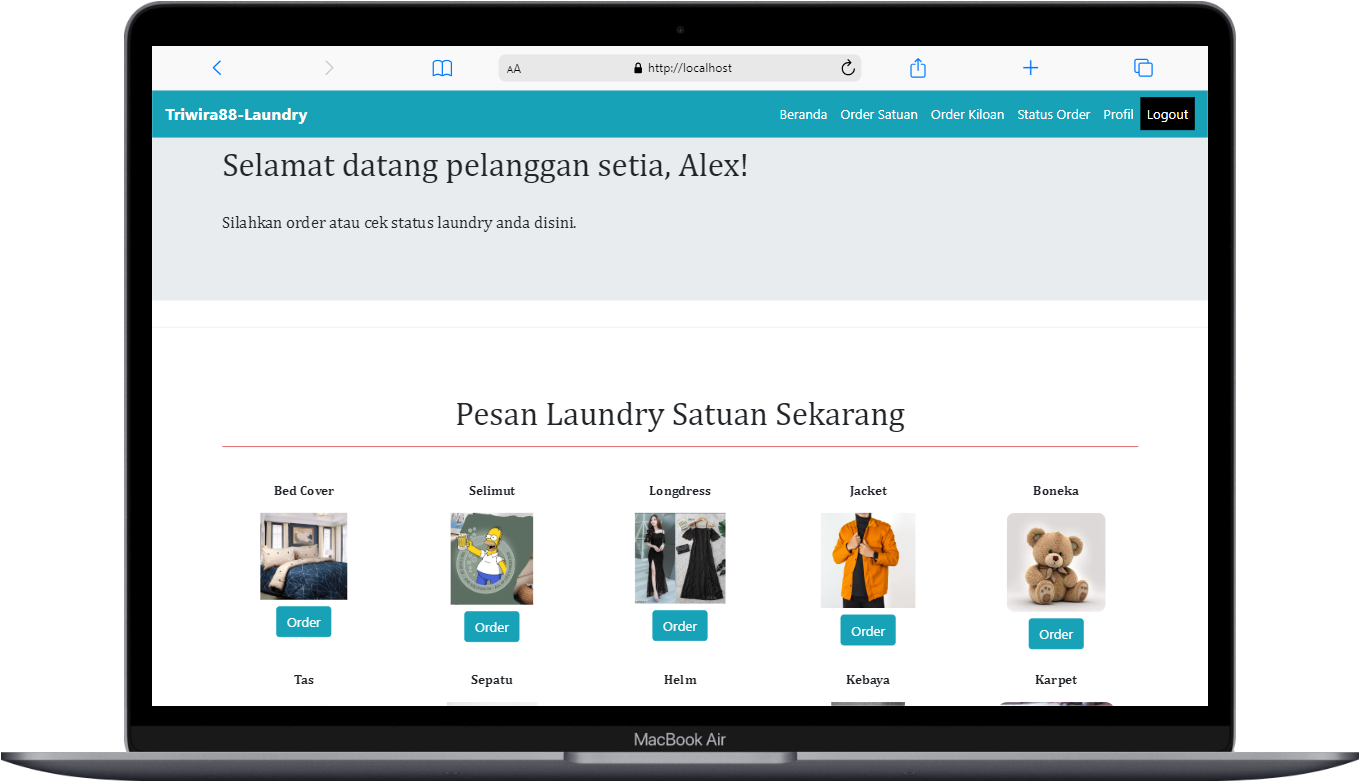 AA http://localhost
Triwira88-Laundry Beranda Order Satuan Order Kiloan Status Order Profil Logout
Selamat datang pelanggan setia, Alex!
Silahkan order atau cek status laundry anda disini.
Pesan Laundry Satuan Sekarang
Bed Cover Selimut Longdress Jacket Boneka
Order Order Order Order Order
Tas Sepatu Helm Kebaya Karpet
MacBook Air